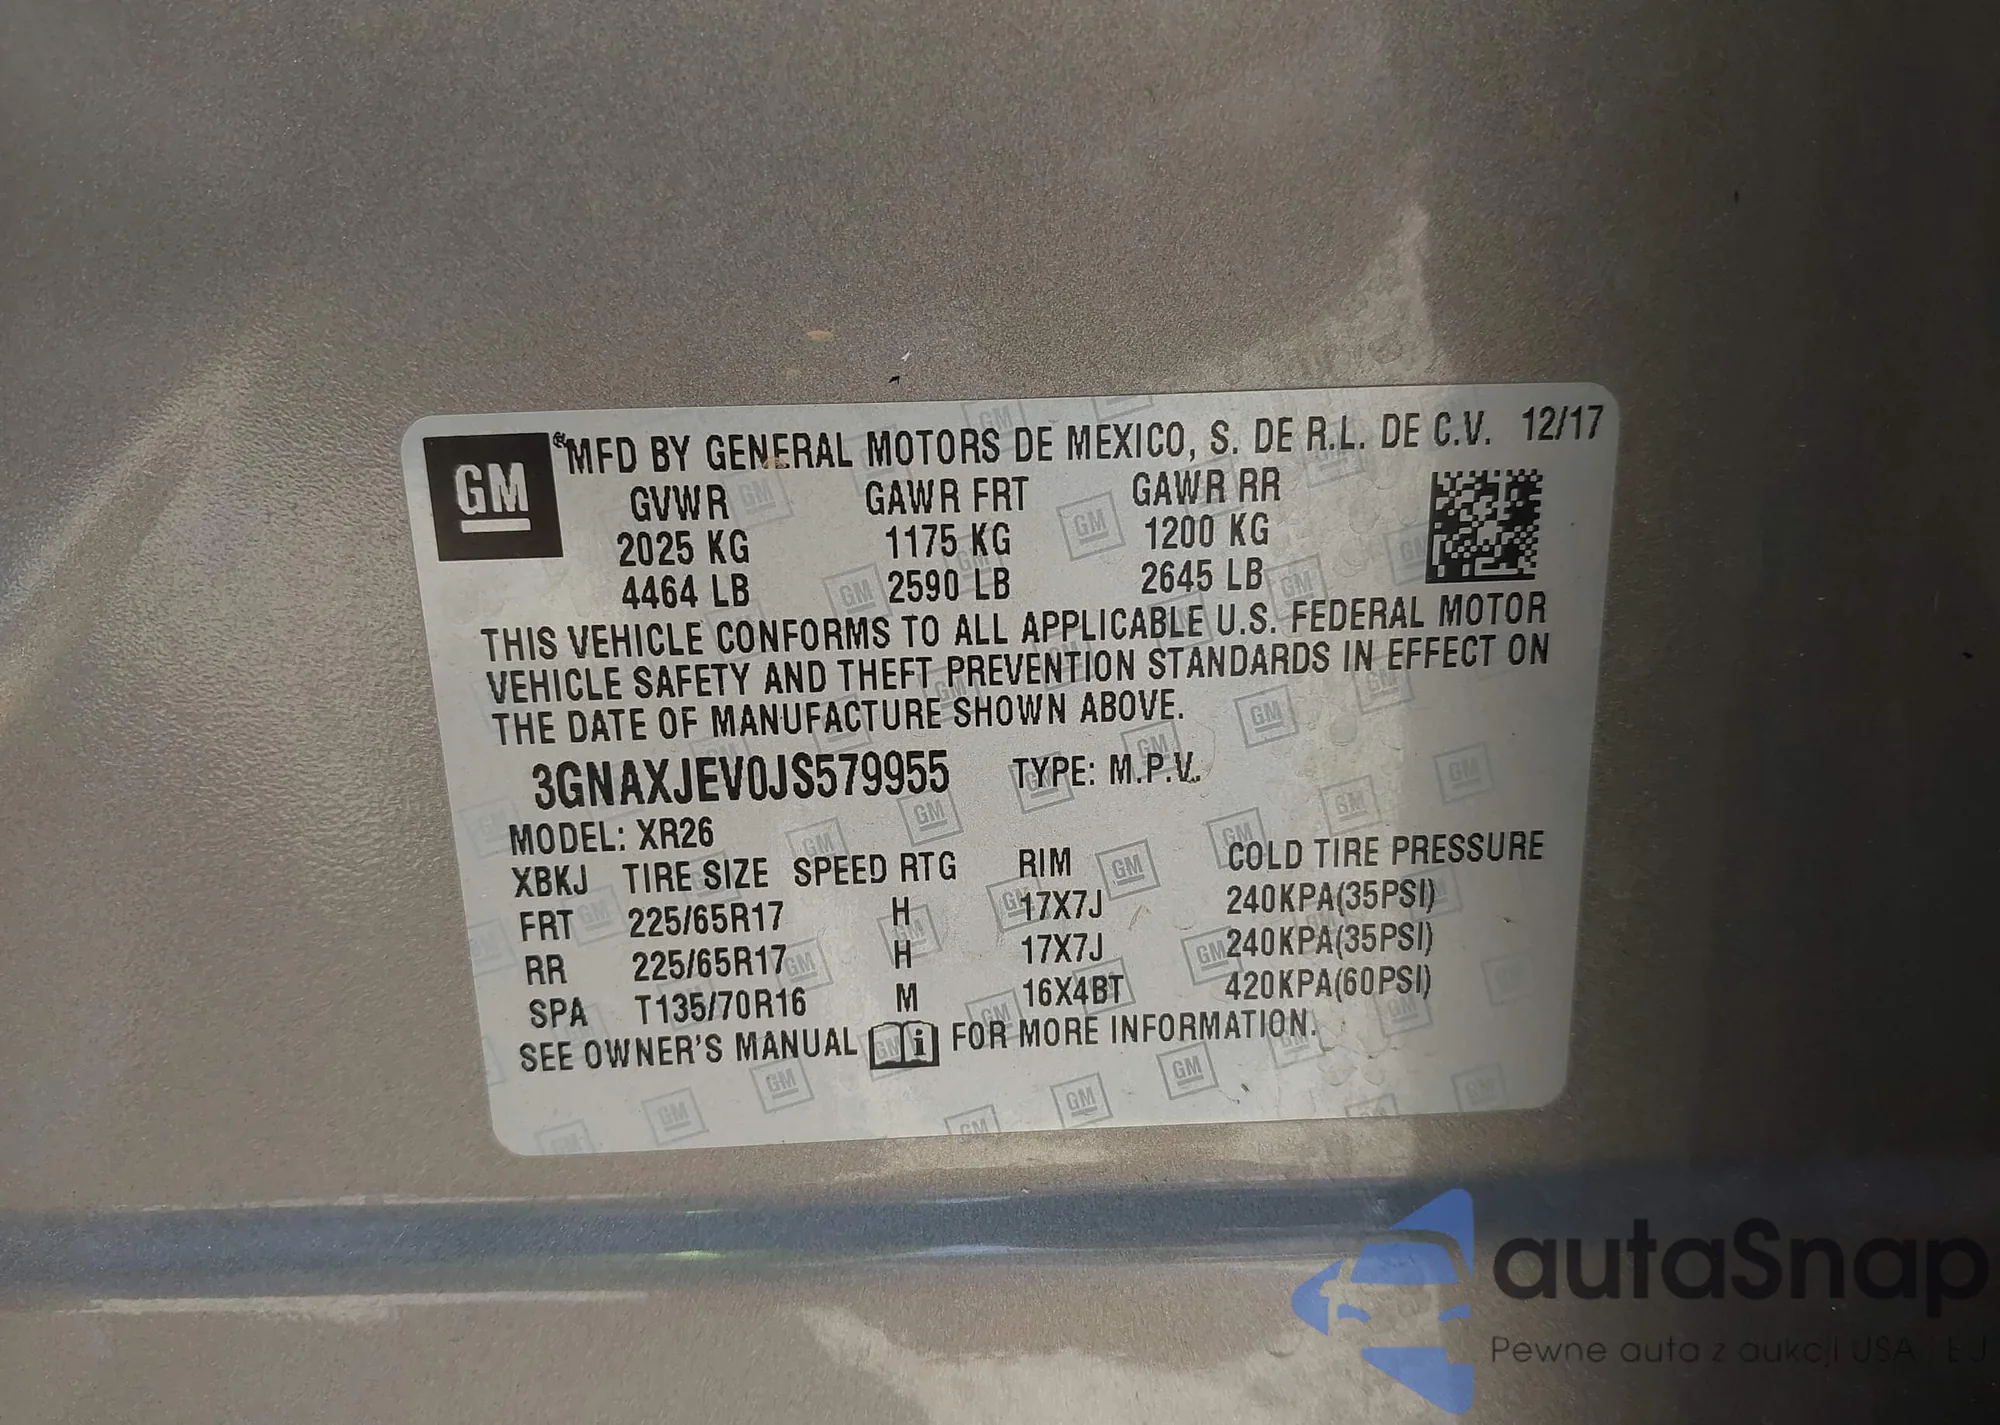 GM
MFD BY GENERAL MOTORS DE MEXICO, S. DE R.L. DE C.V. 12/17
GVWR GAWR FRT GAWR RR
2025 KG 1175 KG 1200 KG
4464 LB 2590 LB 2645 LB
THIS VEHICLE CONFORMS TO ALL APPLICABLE U.S. FEDERAL MOTOR
VEHICLE SAFETY AND THEFT PREVENTION STANDARDS IN EFFECT ON
THE DATE OF MANUFACTURE SHOWN ABOVE.
3GNAXJEV0JS579955 TYPE: M.P.V.
MODEL: XR26
XBKJ TIRE SIZE SPEED RTG RIM COLD TIRE PRESSURE
FRT 225/65R17 H 17X7J 240KPA(35PSI)
RR 225/65R17 H 17X7J 240KPA(35PSI)
SPA T135/70R16 M 16X4BT 420KPA(60PSI)
SEE OWNER'S MANUAL i FOR MORE INFORMATION.
autaSnap
Pewne auta z aukcji USA i EU